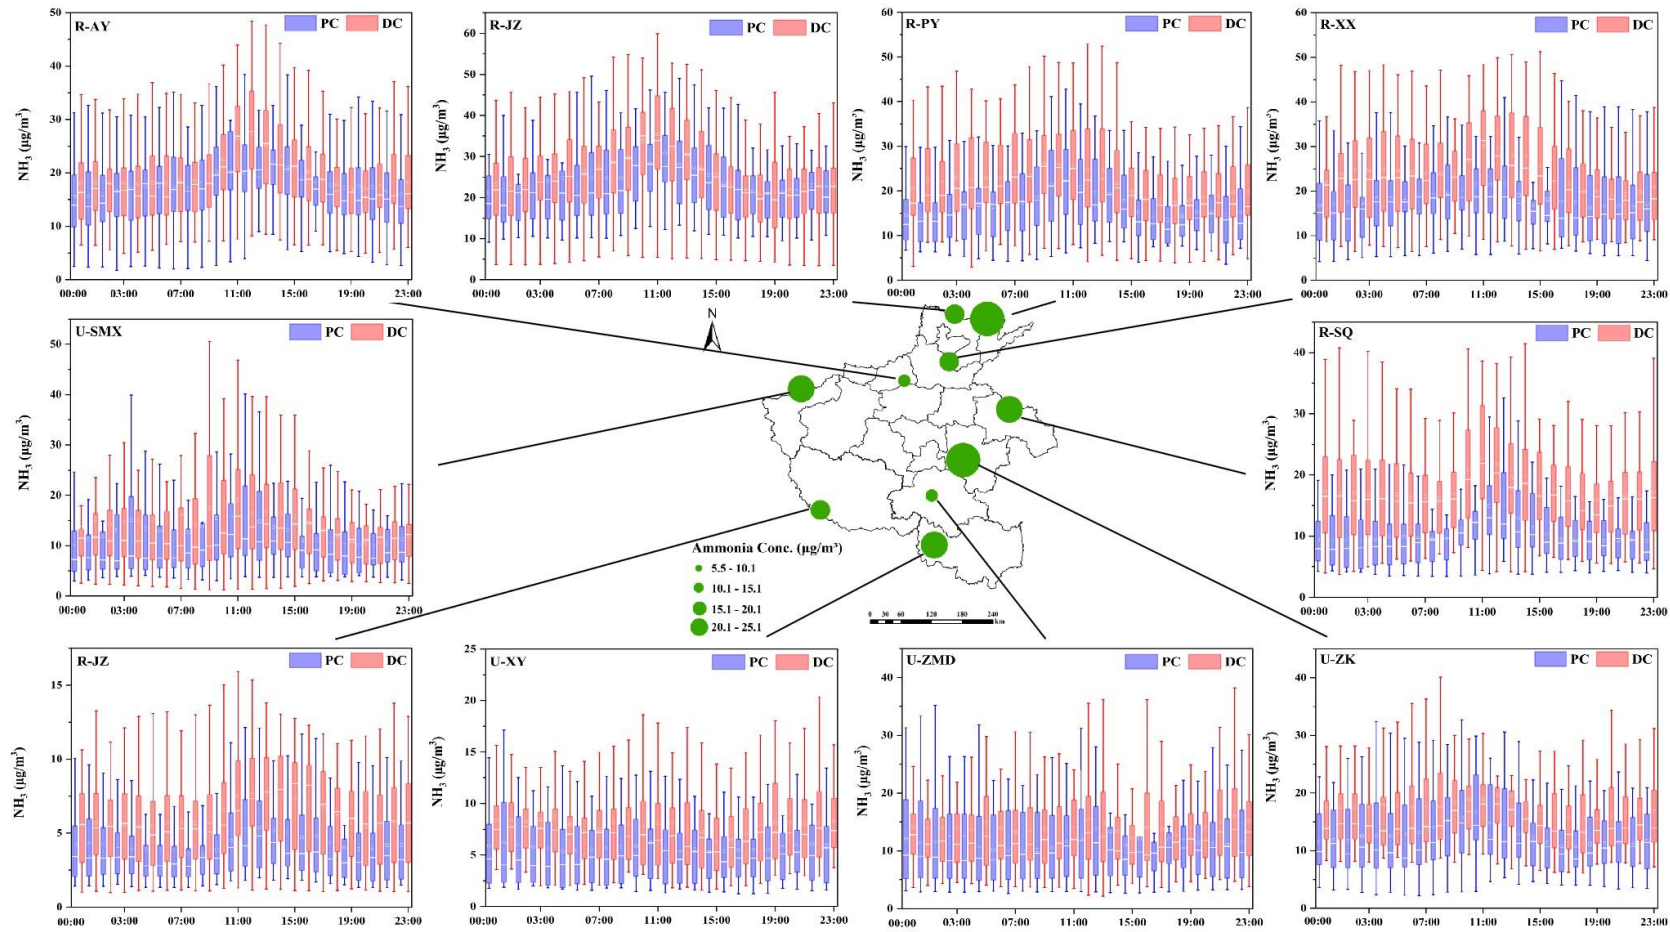 R-AY PC DC
NH3 (μg/m³)
50
40
30
20
10
0
00:00 03:00 07:00 11:00 15:00 19:00 23:00
R-JZ PC DC
NH3 (μg/m³)
60
50
40
30
20
10
0
00:00 03:00 07:00 11:00 15:00 19:00 23:00
R-PY PC DC
NH3 (μg/m³)
60
50
40
30
20
10
0
00:00 03:00 07:00 11:00 15:00 19:00 23:00
R-XX PC DC
NH3 (μg/m³)
60
50
40
30
20
10
0
00:00 03:00 07:00 11:00 15:00 19:00 23:00
U-SMX PC DC
NH3 (μg/m³)
50
40
30
20
10
0
00:00 03:00 07:00 11:00 15:00 19:00 23:00
N
Ammonia Conc. (μg/m³)
5.5 - 10.1
10.1 - 15.1
15.1 - 20.1
20.1 - 25.1
0 30 60 120 180 240
km
R-SQ PC DC
NH3 (μg/m³)
40
30
20
10
0
00:00 03:00 07:00 11:00 15:00 19:00 23:00
R-JZ PC DC
NH3 (μg/m³)
15
10
5
0
00:00 03:00 07:00 11:00 15:00 19:00 23:00
U-XY PC DC
NH3 (μg/m³)
25
20
15
10
5
0
00:00 03:00 07:00 11:00 15:00 19:00 23:00
U-ZMD PC DC
NH3 (μg/m³)
40
30
20
10
0
00:00 03:00 07:00 11:00 15:00 19:00 23:00
U-ZK PC DC
NH3 (μg/m³)
40
30
20
10
0
00:00 03:00 07:00 11:00 15:00 19:00 23:00